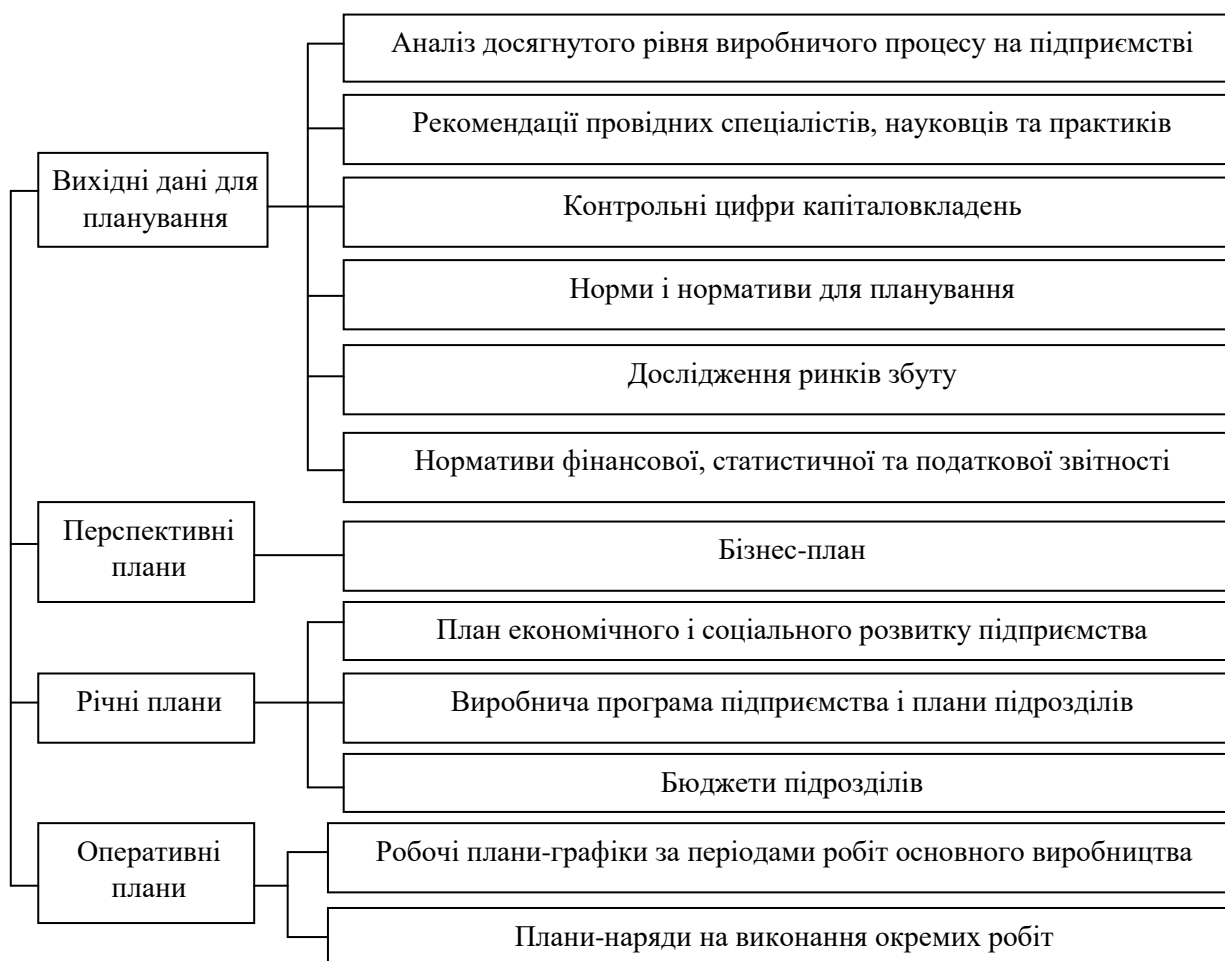 Вихідні дані для
планування
Аналіз досягнутого рівня виробничого процесу на підприємстві
Рекомендації провідних спеціалістів, науковців та практиків
Контрольні цифри капіталовкладень
Норми і нормативи для планування
Дослідження ринків збуту
Нормативи фінансової, статистичної та податкової звітності
Перспективні
плани
Бізнес-план
Річні плани
План економічного і соціального розвитку підприємства
Виробнича програма підприємства і плани підрозділів
Бюджети підрозділів
Оперативні
плани
Робочі плани-графіки за періодами робіт основного виробництва
Плани-наряди на виконання окремих робіт